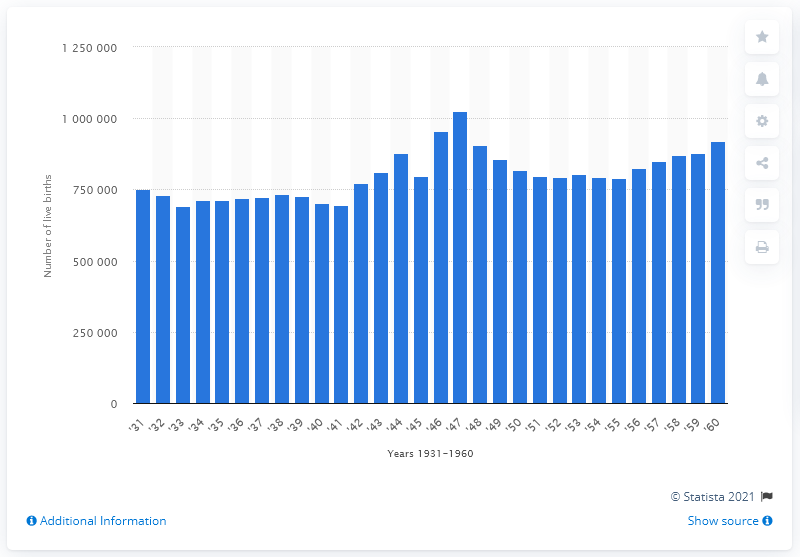 1 250 000
1 000 000
750 000
500 000
250 000
0
Number of live births
'31 '32 '33 '34 '35 '36 '37 '38 '39 '40 '41 '42 '43 '44 '45 '46 '47 '48 '49 '50 '51 '52 '53 '54 '55 '56 '57 '58 '59 '60
Years 1931-1960
© Statista 2021
Additional Information
Show source